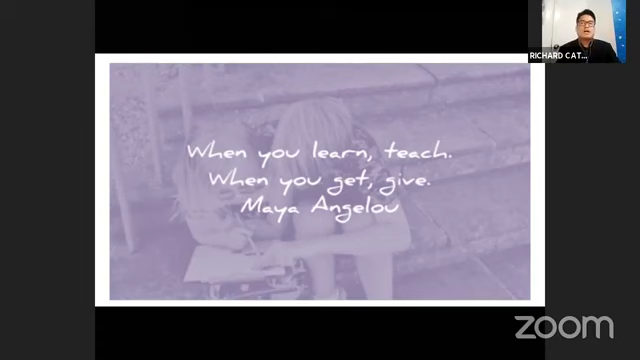 RICHARD CAT...
When you learn, teach.
When you get, give.
Maya Angelou
zoom